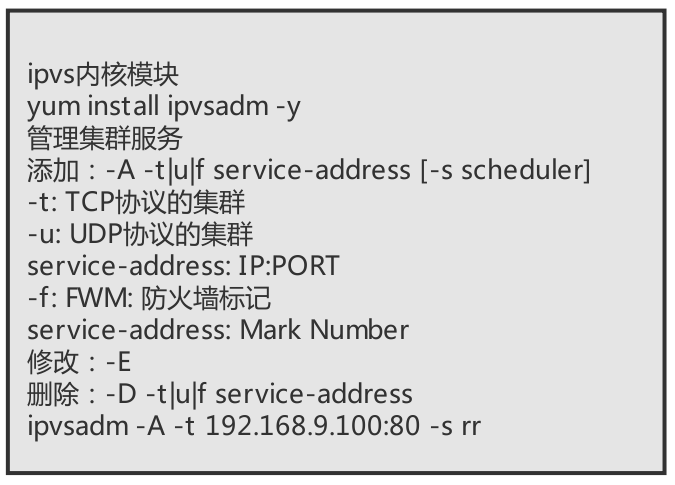 ipvs内核模块
yum install ipvsadm -y
管理集群服务
添加：-A -t|u|f service-address [-s scheduler]
-t: TCP协议的集群
-u: UDP协议的集群
service-address: IP:PORT
-f: FWM: 防火墙标记
service-address: Mark Number
修改：-E
删除：-D -t|u|f service-address
ipvsadm -A -t 192.168.9.100:80 -s rr